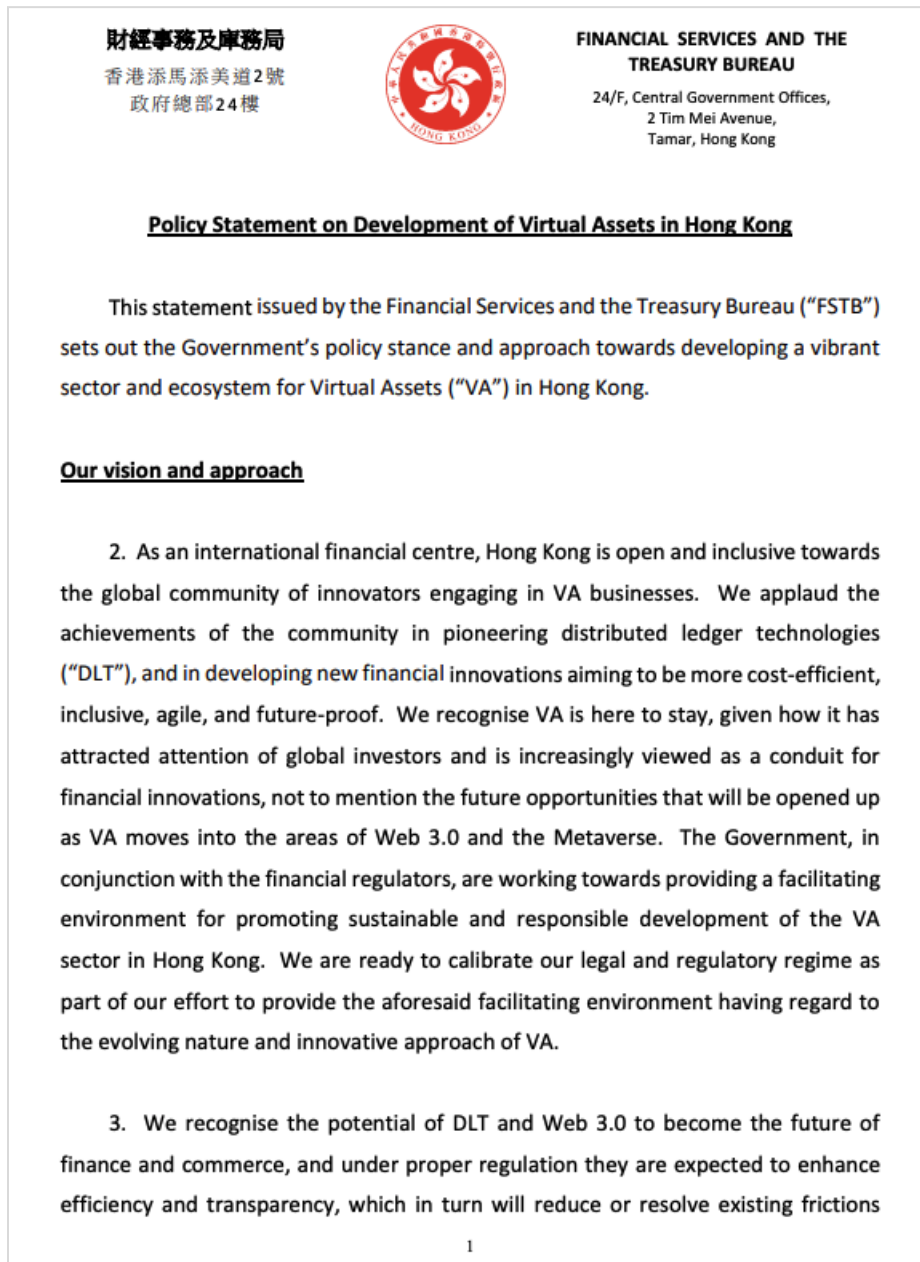 財經事務及庫務局
香港添馬添美道2號
政府總部24樓
HONG KONG
FINANCIAL SERVICES AND THE
TREASURY BUREAU
24/F, Central Government Offices,
2 Tim Mei Avenue,
Tamar, Hong Kong
Policy Statement on Development of Virtual Assets in Hong Kong
This statement issued by the Financial Services and the Treasury Bureau (“FSTB”)
sets out the Government’s policy stance and approach towards developing a vibrant
sector and ecosystem for Virtual Assets (“VA”) in Hong Kong.
Our vision and approach
2. As an international financial centre, Hong Kong is open and inclusive towards
the global community of innovators engaging in VA businesses. We applaud the
achievements of the community in pioneering distributed ledger technologies
(“DLT”), and in developing new financial innovations aiming to be more cost-efficient,
inclusive, agile, and future-proof. We recognise VA is here to stay, given how it has
attracted attention of global investors and is increasingly viewed as a conduit for
financial innovations, not to mention the future opportunities that will be opened up
as VA moves into the areas of Web 3.0 and the Metaverse. The Government, in
conjunction with the financial regulators, are working towards providing a facilitating
environment for promoting sustainable and responsible development of the VA
sector in Hong Kong. We are ready to calibrate our legal and regulatory regime as
part of our effort to provide the aforesaid facilitating environment having regard to
the evolving nature and innovative approach of VA.
3. We recognise the potential of DLT and Web 3.0 to become the future of
finance and commerce, and under proper regulation they are expected to enhance
efficiency and transparency, which in turn will reduce or resolve existing frictions
1